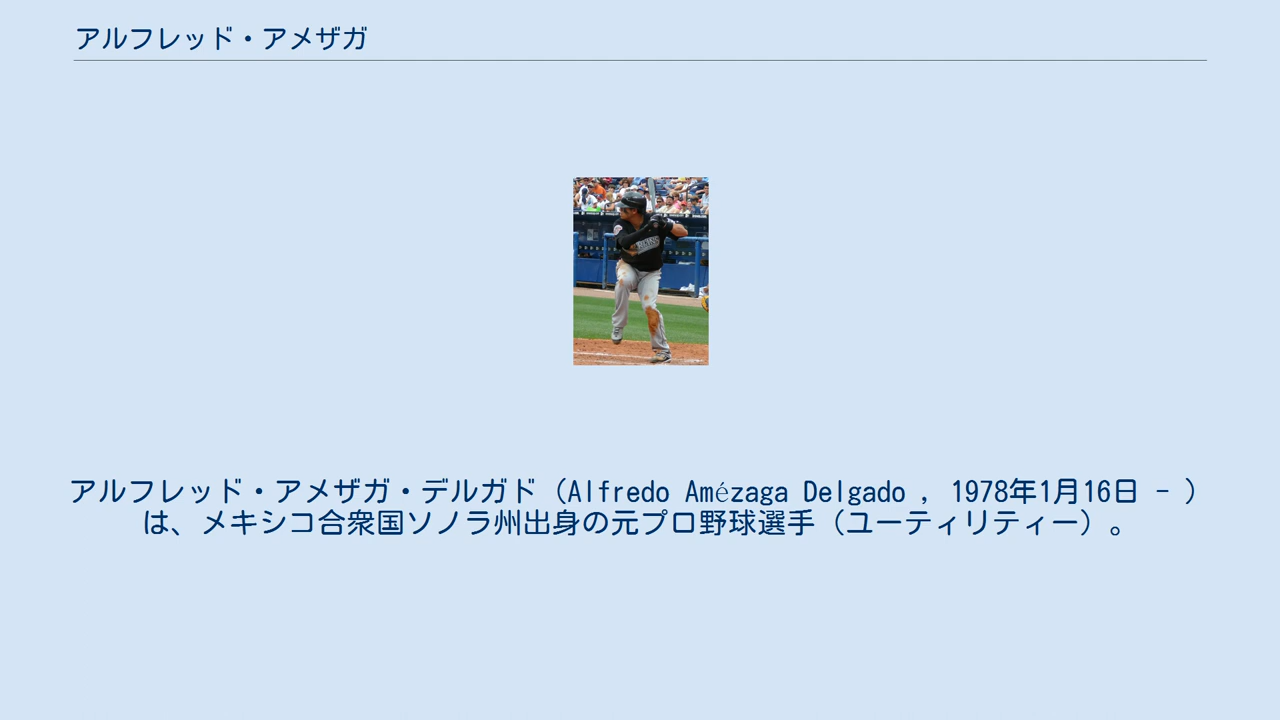 アルフレッド・アメザガ
アルフレッド・アメザガ・デルガド（Alfredo Amézaga Delgado , 1978年1月16日 - ）
は、メキシコ合衆国ソノラ州出身の元プロ野球選手（ユーティリティー）。